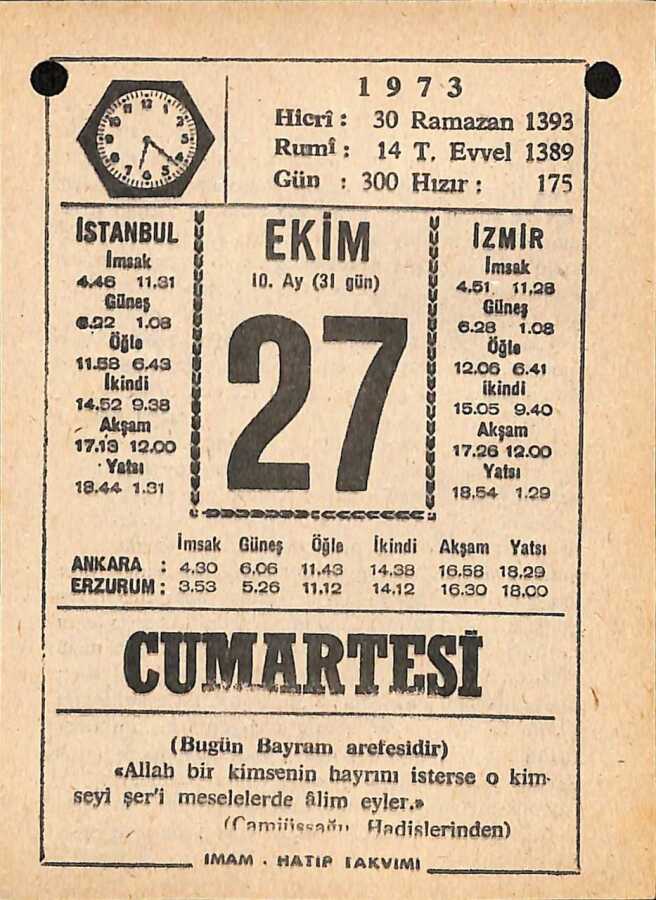 1973
Hicrî : 30 Ramazan 1393
Rumî : 14 T. Evvel 1389
Gün : 300 Hızır : 175
İSTANBUL
İmsak
4.46 11.31
Güneş
6.22 1.08
Öğle
11.58 6.43
İkindi
14.52 9.38
Akşam
17.13 12.00
Yatsı
18.44 1.31
EKİM
10. Ay (31 gün)
27
İZMİR
İmsak
4.51 11.28
Güneş
6.28 1.08
Öğle
12.06 6.41
İkindi
15.05 9.40
Akşam
17.26 12.00
Yatsı
18.54 1.29
İmsak Güneş Öğle İkindi Akşam Yatsı
ANKARA : 4.30 6.06 11.43 14.38 16.58 18.29
ERZURUM : 3.53 5.26 11.12 14.12 16.30 18.00
CUMARTESİ
(Bugün Bayram arefesidir)
«Allah bir kimsenin hayrını isterse o kim-
seyi şer'i meselelerde âlim eyler.»
Hadislerinden)
İMAM - HATİP TAKVİMİ